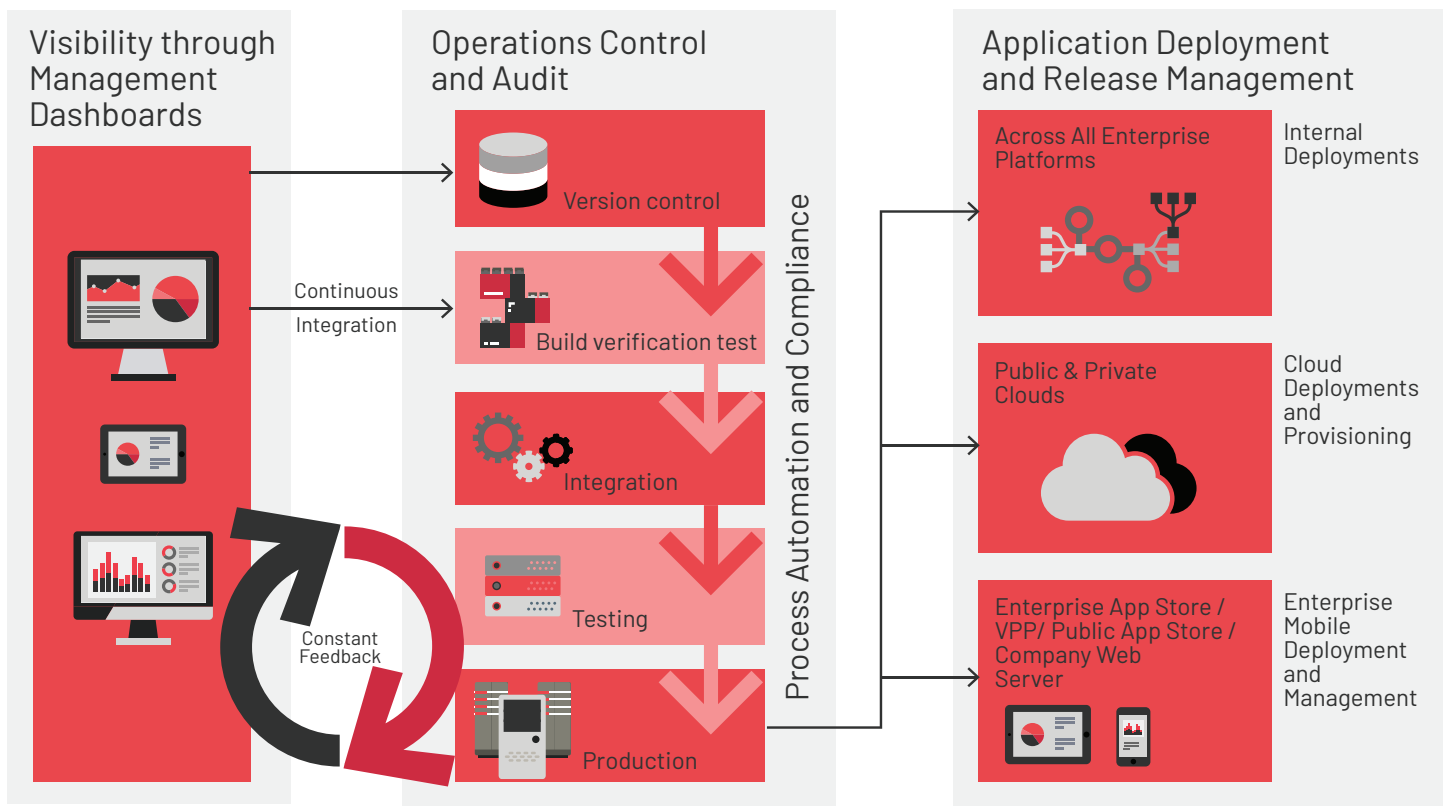 Visibility through
Management
Dashboards
Continuous
Integration
Constant
Feedback
Operations Control
and Audit
Version control
Build verification test
Integration
Testing
Production
Process Automation and Compliance
Application Deployment
and Release Management
Across All Enterprise
Platforms
Internal
Deployments
Public & Private
Clouds
Cloud
Deployments
and
Provisioning
Enterprise App Store /
VPP/ Public App Store /
Company Web
Server
Enterprise
Mobile
Deployment
and
Management